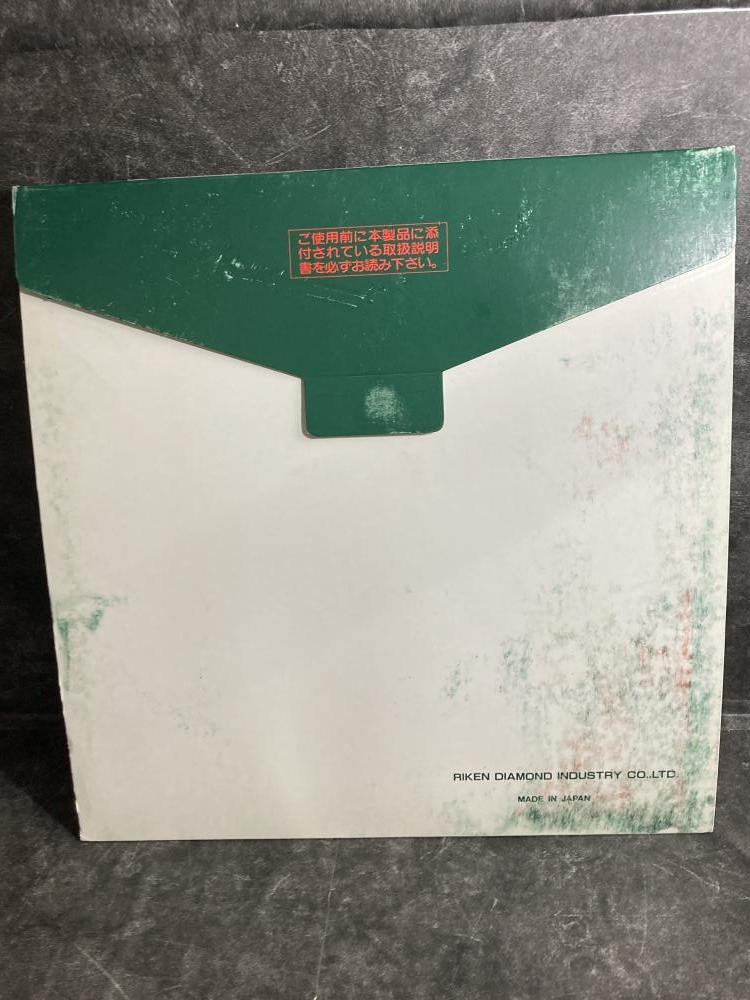 ご使用前に本製品に添
付されている取扱説明
書を必ずお読み下さい。
RIKEN DIAMOND INDUSTRY CO.,LTD.
MADE IN JAPAN